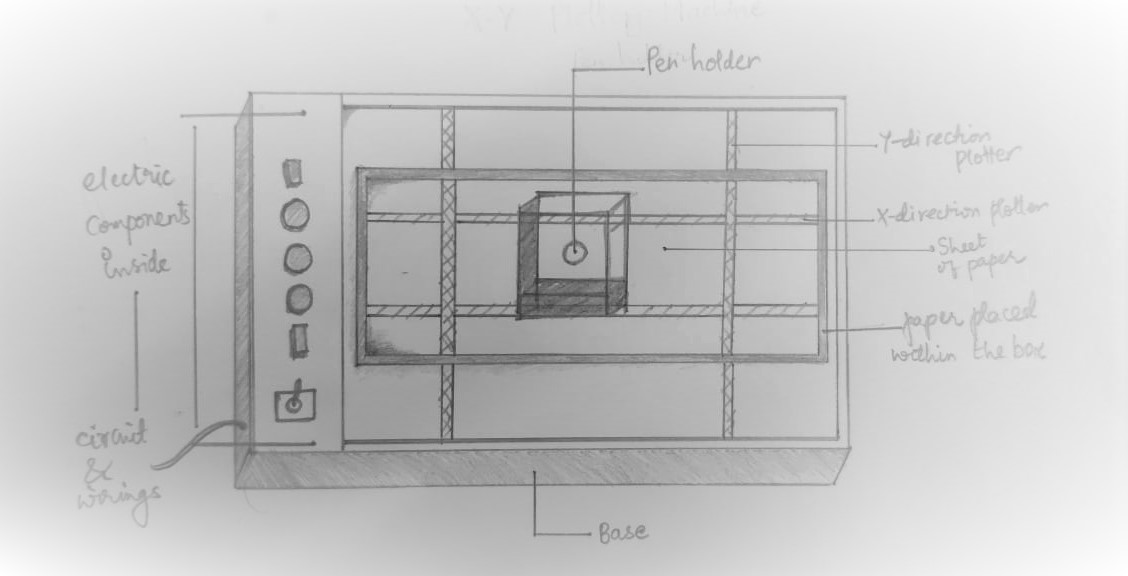 Pen holder
Y-direction
plotter
X-direction plotter
Sheet
of paper
paper placed
within the box
electric
components
inside
circuit
&
wirings
Base